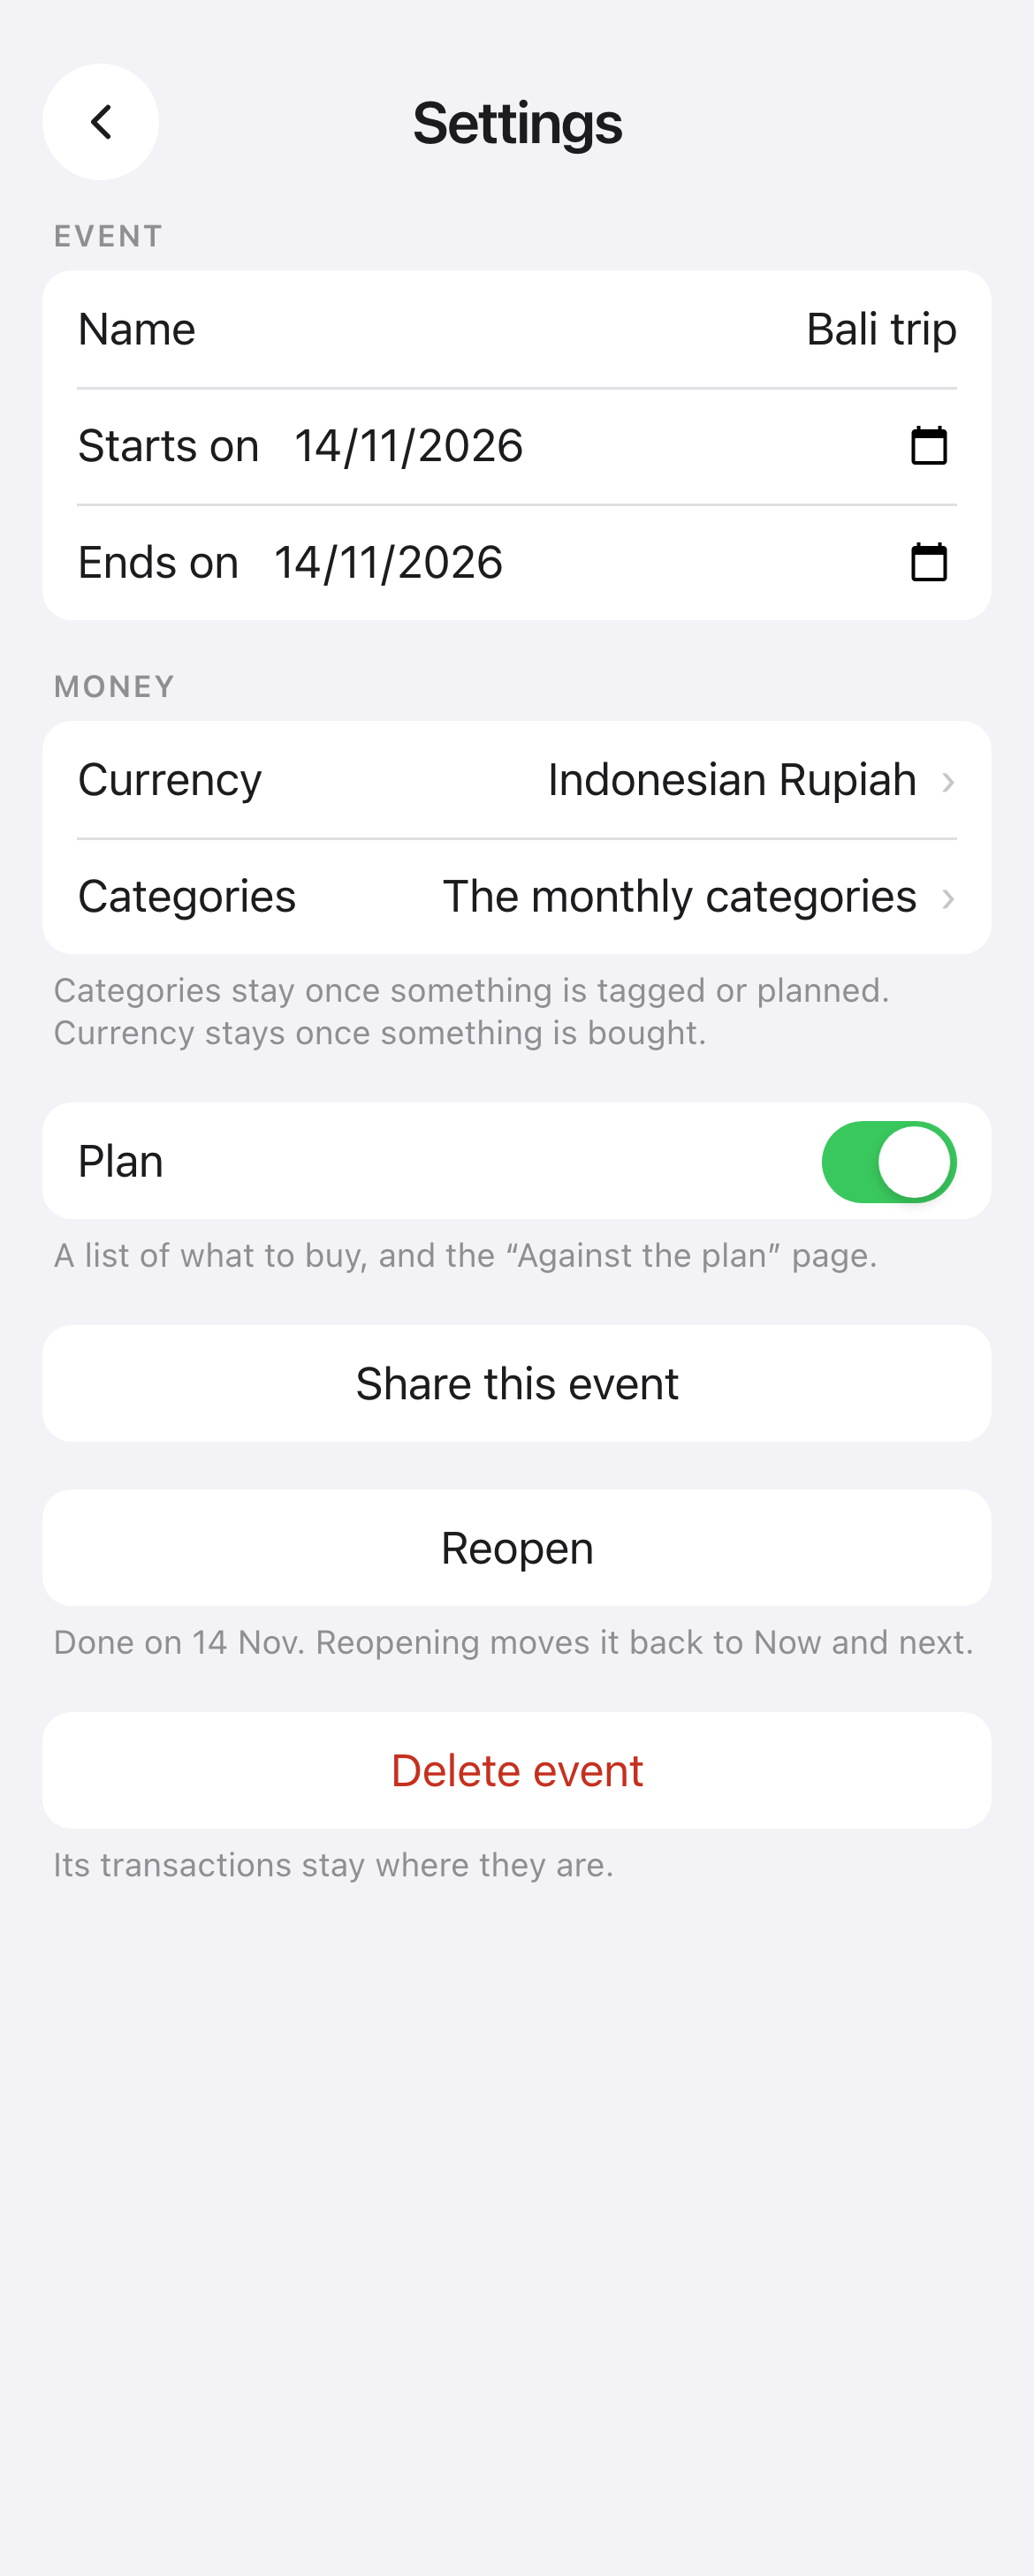 Settings
EVENT
Name Bali trip
Starts on 14/11/2026
Ends on 14/11/2026
MONEY
Currency Indonesian Rupiah
Categories The monthly categories
Categories stay once something is tagged or planned.
Currency stays once something is bought.
Plan
A list of what to buy, and the “Against the plan” page.
Share this event
Reopen
Done on 14 Nov. Reopening moves it back to Now and next.
Delete event
Its transactions stay where they are.